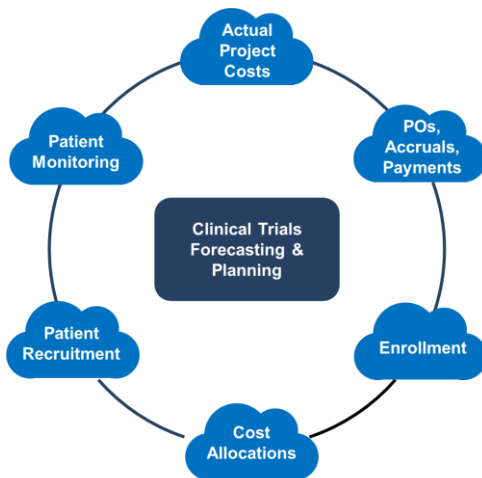 Actual
Project
Costs
POs,
Accruals,
Payments
Patient
Monitoring
Clinical Trials
Forecasting &
Planning
Patient
Recruitment
Enrollment
Cost
Allocations